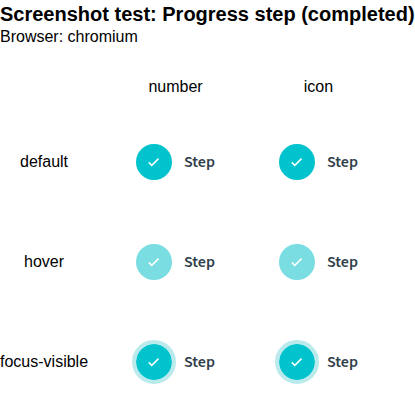 Screenshot test: Progress step (completed)
Browser: chromium
number icon
default Step Step
hover Step Step
focus-visible Step Step